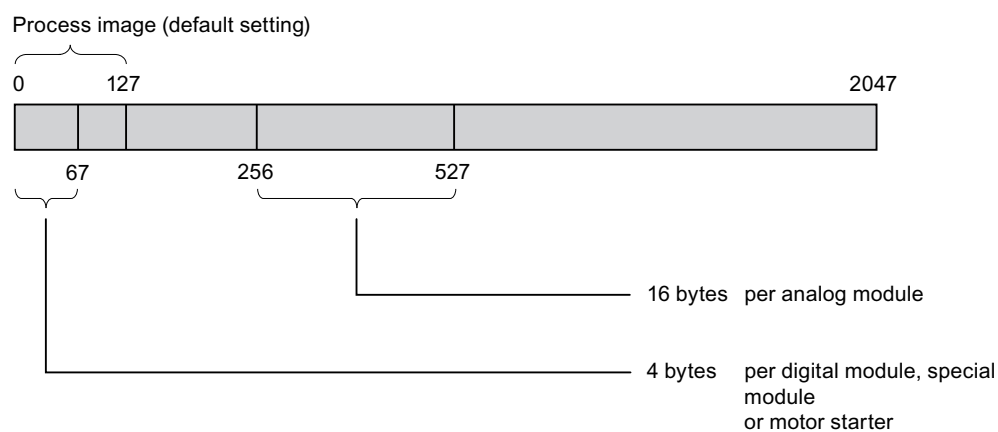 Process image (default setting)
0 127 2047
67 256 527
16 bytes per analog module
4 bytes per digital module, special
module
or motor starter